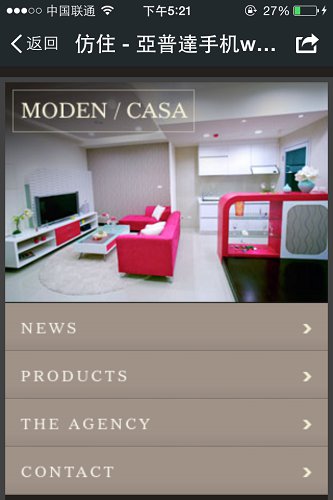 中国联通
下午5:21
27%
返回
仿住 - 亞普達手机w...
MODEN / CASA
NEWS
PRODUCTS
THE AGENCY
CONTACT